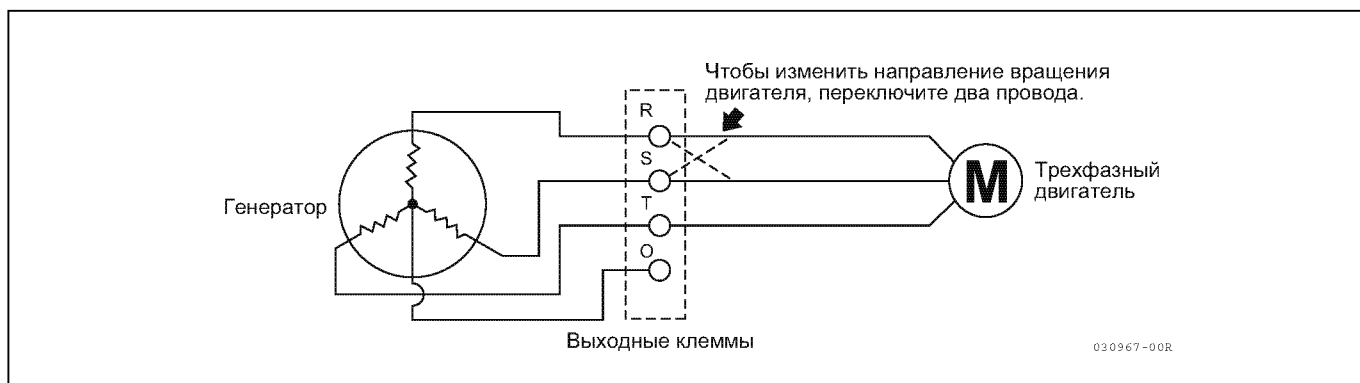 Чтобы изменить направление вращения
двигателя, переключите два провода.
R
S
T
O
Генератор
M
Трехфазный
двигатель
Выходные клеммы
030967-00R